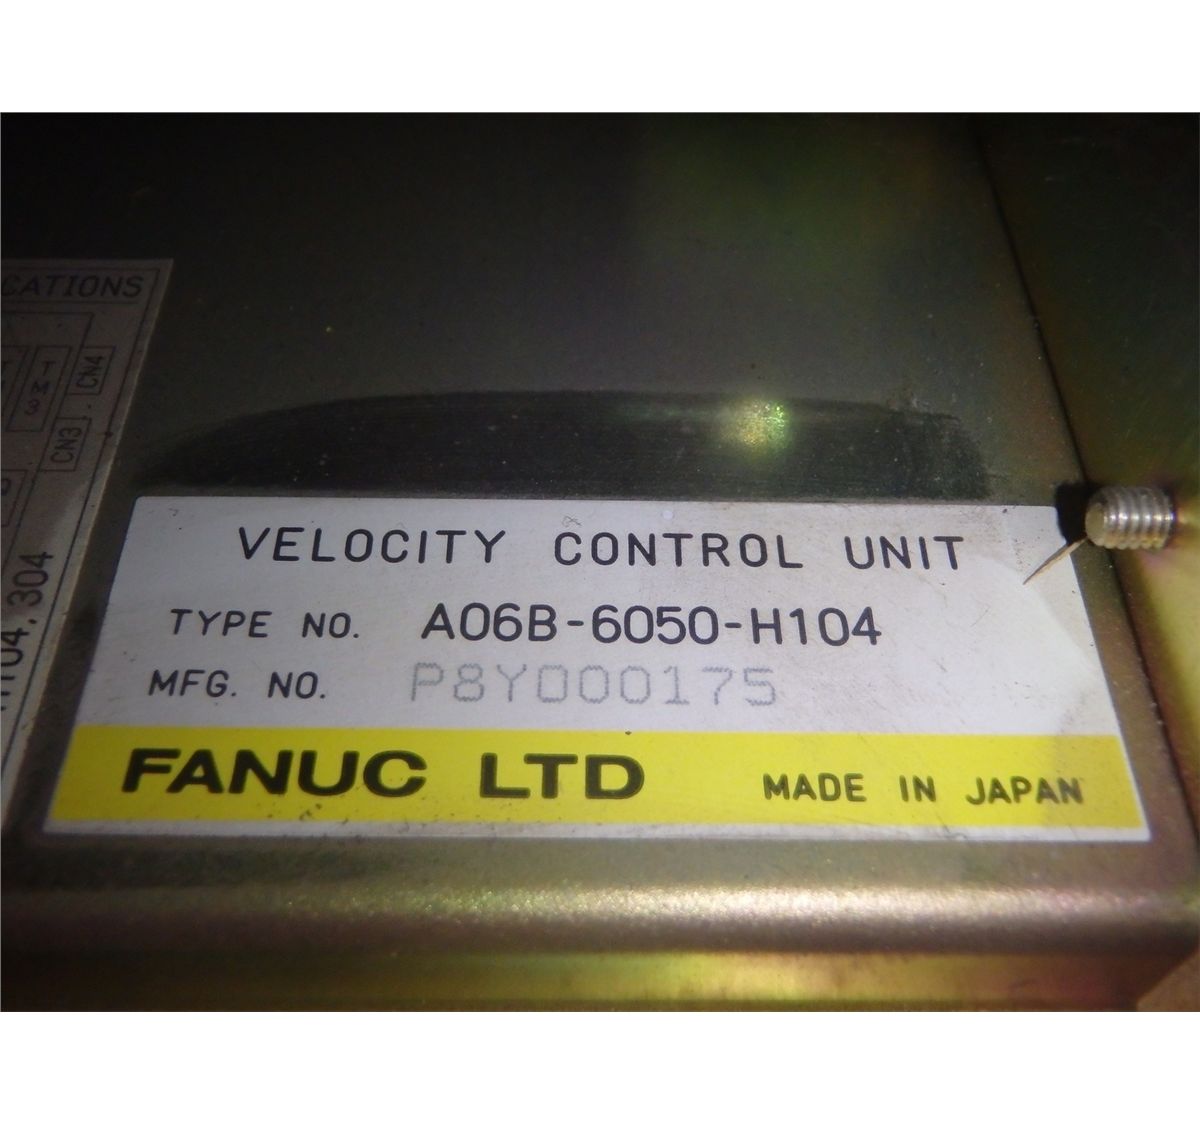 CATIONS
TM3
CN4
CN3
H104,304
VELOCITY CONTROL UNIT
TYPE NO. A06B-6050-H104
MFG. NO. P8Y000175
FANUC LTD MADE IN JAPAN